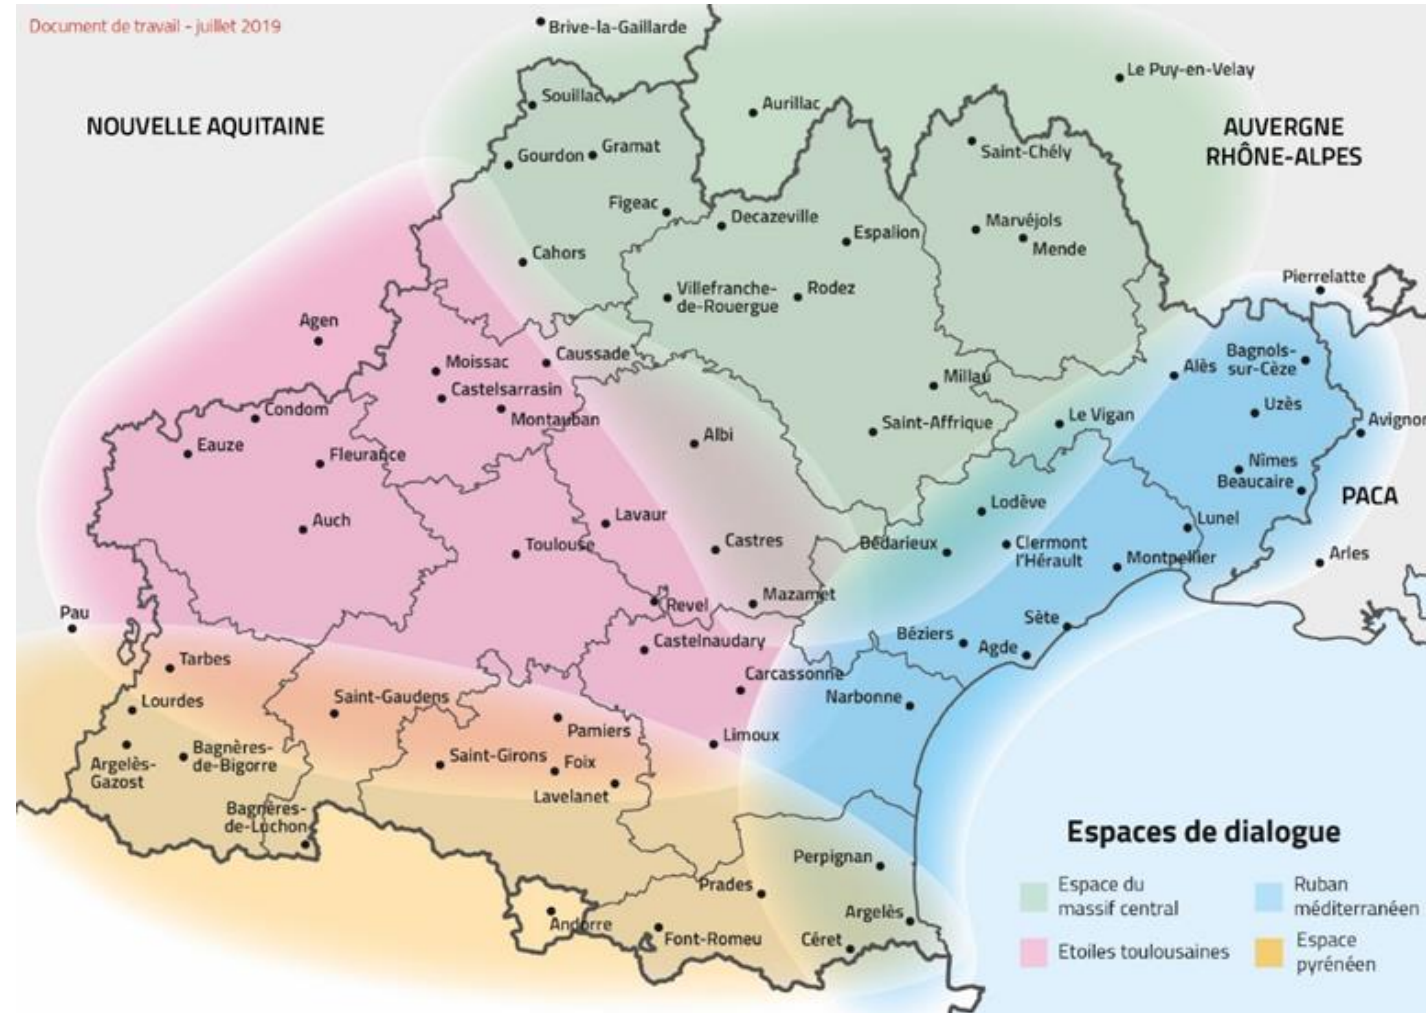 Document de travail - juillet 2019
Brive-la-Gaillarde
Le Puy-en-Velay
Souillac
Aurillac
NOUVELLE AQUITAINE
AUVERGNE
RHÔNE-ALPES
Gourdon
Gramat
Saint-Chély
Figeac
Decazeville
Espalion
Marvéjols
Mende
Cahors
Villefranche-
de-Rouergue
Rodez
Pierrelatte
Agen
Moissac
Caussade
Castelsarrasin
Montauban
Millau
Alès
Bagnols-
sur-Cèze
Condom
Eauze
Fleurance
Albi
Saint-Affrique
Le Vigan
Uzès
Avignon
Nîmes
Beaucaire
PACA
Auch
Lavaur
Toulouse
Castres
Bédarieux
Lodève
Clermont
l'Hérault
Lunel
Montpellier
Arles
Pau
Revel
Mazamet
Castelnaudary
Béziers
Sète
Agde
Tarbes
Carcassonne
Narbonne
Lourdes
Saint-Gaudens
Pamiers
Limoux
Argelès-
Gazost
Bagnères-
de-Bigorre
Saint-Girons
Foix
Lavelanet
Bagnères-
de-Luchon
Perpignan
Prades
Argelès
Andorre
Font-Romeu
Céret
Espaces de dialogue
Espace du
massif central
Ruban
méditerranéen
Etoiles toulousaines
Espace
pyrénéen